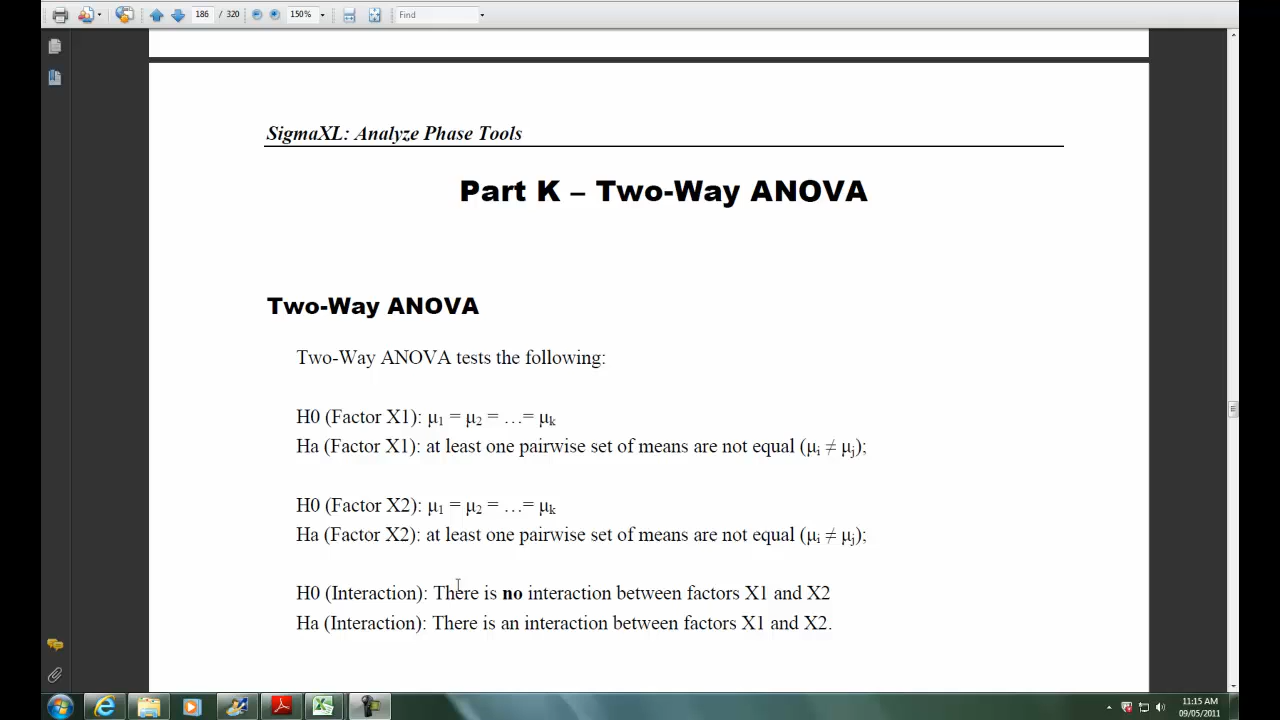 186 / 320 150% Find
SigmaXL: Analyze Phase Tools
Part K – Two-Way ANOVA
Two-Way ANOVA
Two-Way ANOVA tests the following:
H0 (Factor X1): μ1 = μ2 = …= μk
Ha (Factor X1): at least one pairwise set of means are not equal (μi ≠ μj);
H0 (Factor X2): μ1 = μ2 = …= μk
Ha (Factor X2): at least one pairwise set of means are not equal (μi ≠ μj);
H0 (Interaction): There is no interaction between factors X1 and X2
Ha (Interaction): There is an interaction between factors X1 and X2.
11:15 AM
09/05/2011